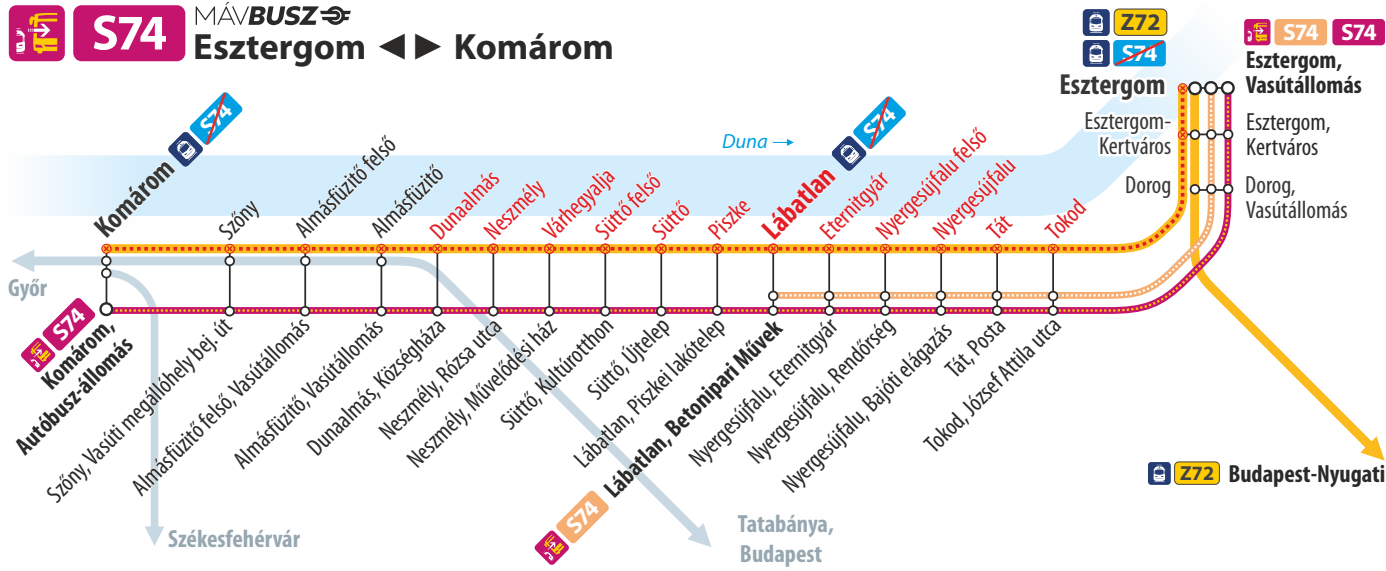 S74
MÁVBUSZ
Esztergom ◄► Komárom
Z72
S74
Esztergom
Esztergom-
Kertváros
Dorog
S74 S74
Esztergom,
Vasútállomás
Esztergom,
Kertváros
Dorog,
Vasútállomás
Duna →
Komárom S74
Szőny
Almásfüzitő felső
Almásfüzitő
Dunaalmás
Neszmély
Várhegyalja
Süttő felső
Süttő
Piszke
Lábatlan S74
Eternitgyár
Nyergesújfalu felső
Nyergesújfalu
Tát
Tokod
Győr
S74
Komárom,
Autóbusz-állomás
Szőny, Vasúti megállóhely bej. út
Almásfüzitő felső, Vasútállomás
Almásfüzitő, Vasútállomás
Dunaalmás, Községháza
Neszmély, Rózsa utca
Neszmély, Művelődési ház
Süttő, Kultúrotthon
Süttő, Újtelep
Lábatlan, Piszkei lakótelep
S74 Lábatlan, Betonipari Művek
Nyergesújfalu, Eternitgyár
Nyergesújfalu, Rendőrség
Nyergesújfalu, Bajóti elágazás
Tát, Posta
Tokod, József Attila utca
Székesfehérvár
Tatabánya,
Budapest
Z72 Budapest-Nyugati